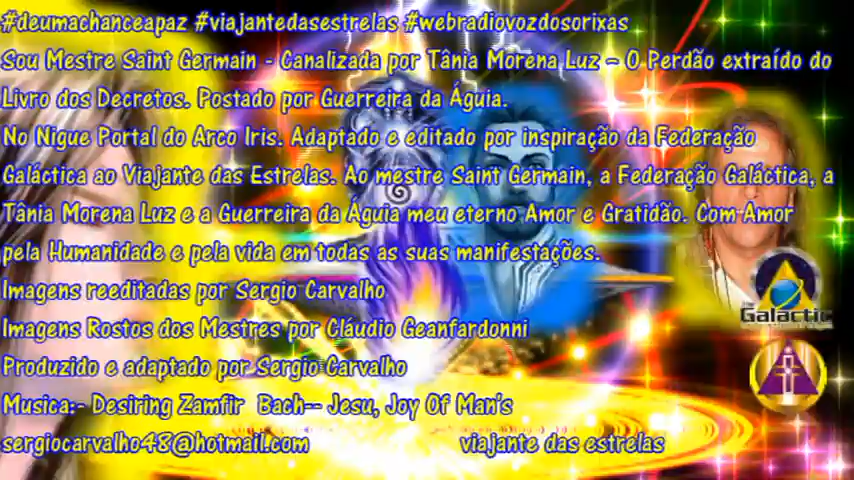 #deumachanceapaz #viajantedasestrelas #webradiovozdosorixas
Sou Mestre Saint Germain - Canalizada por Tânia Morena Luz – O Perdão extraído do
Livro dos Decretos. Postado por Guerreira da Águia.
No Nigue Portal do Arco Iris. Adaptado e editado por inspiração da Federação
Galáctica ao Viajante das Estrelas. Ao mestre Saint Germain, a Federação Galáctica, a
Tânia Morena Luz e a Guerreira da Águia meu eterno Amor e Gratidão. Com Amor
pela Humanidade e pela vida em todas as suas manifestações.
Imagens reeditadas por Sergio Carvalho
Galactic
Imagens Rostos dos Mestres por Cláudio Geanfardonni
Produzido e adaptado por Sergio Carvalho
Musica:- Desiring Zamfir Bach-- Jesu, Joy Of Man's
sergiocarvalho48@hotmail.com viajante das estrelas